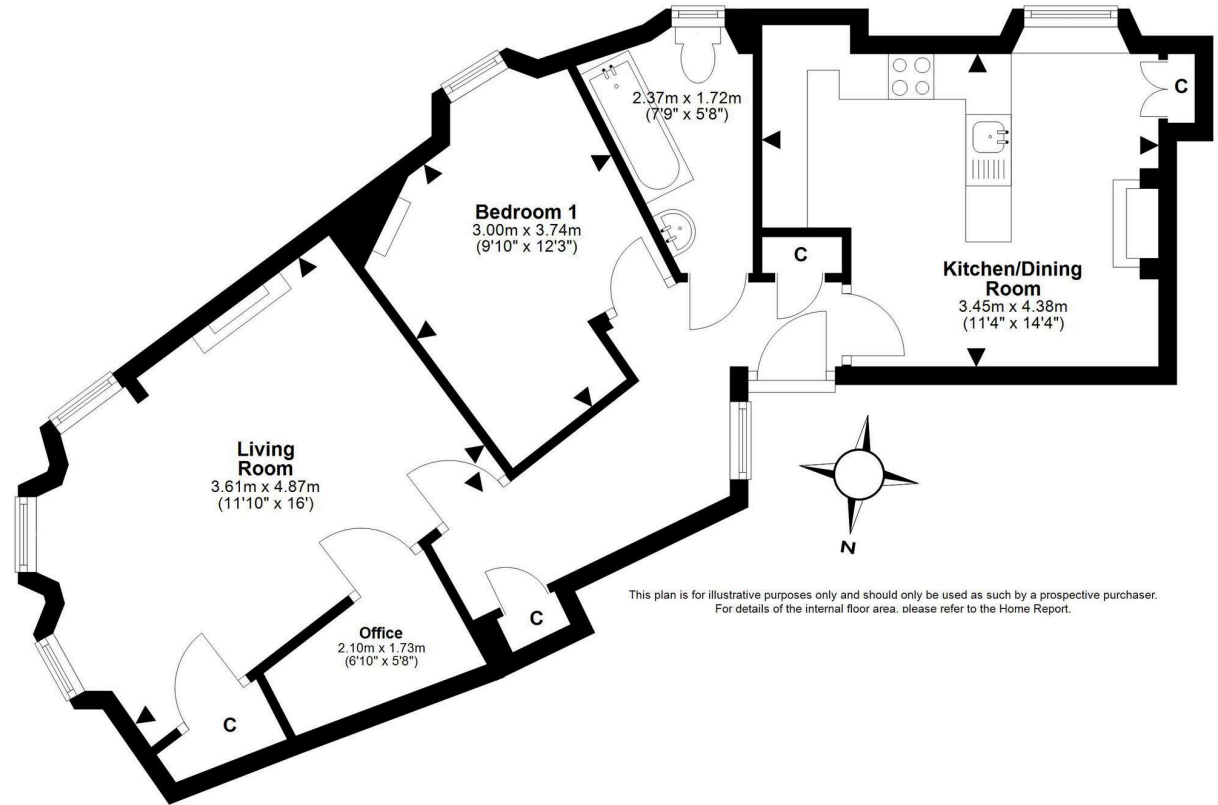 2.37m x 1.72m
(7'9" x 5'8")
C
Bedroom 1
3.00m x 3.74m
(9'10" x 12'3")
C
Kitchen/Dining
Room
3.45m x 4.38m
(11'4" x 14'4")
Living
Room
3.61m x 4.87m
(11'10" x 16')
N
This plan is for illustrative purposes only and should only be used as such by a prospective purchaser.
For details of the internal floor area, please refer to the Home Report.
C
Office
2.10m x 1.73m
(6'10" x 5'8")
C